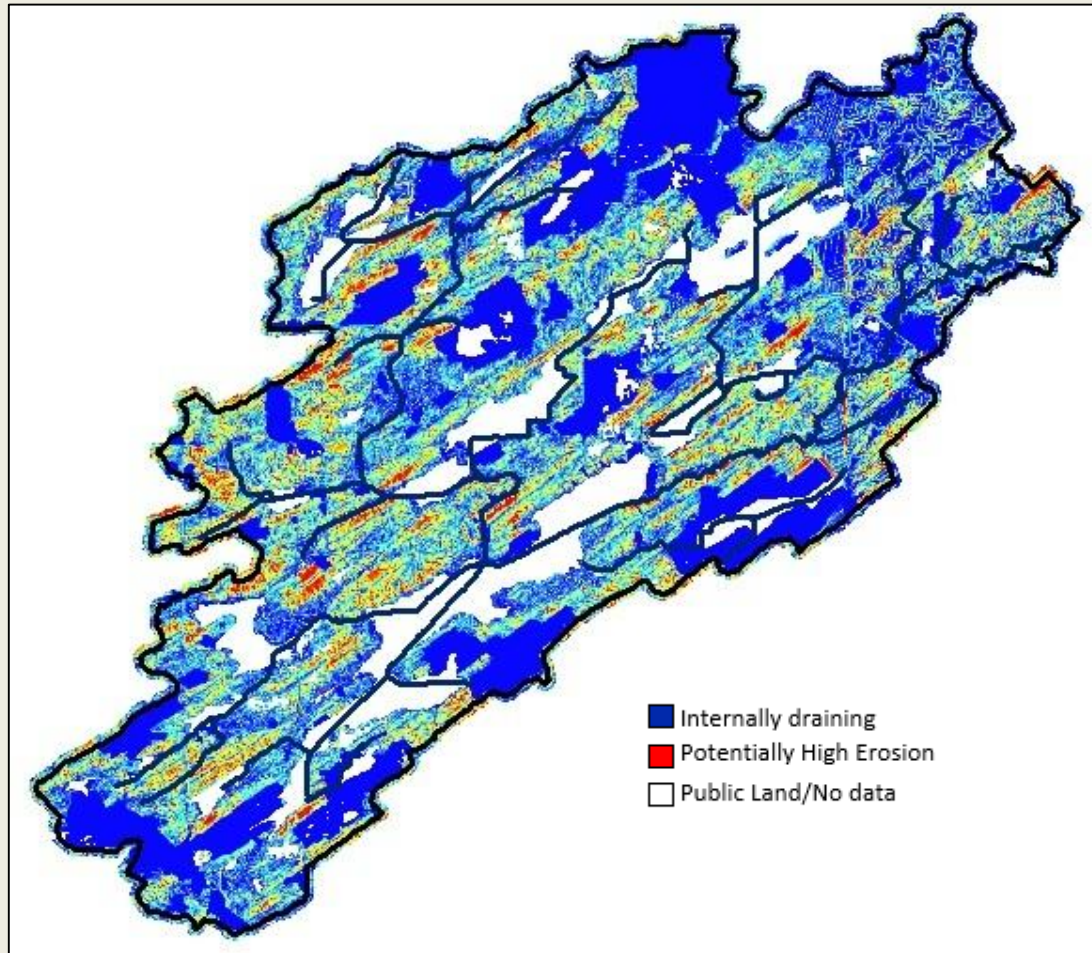 Internally draining
Potentially High Erosion
Public Land/No data